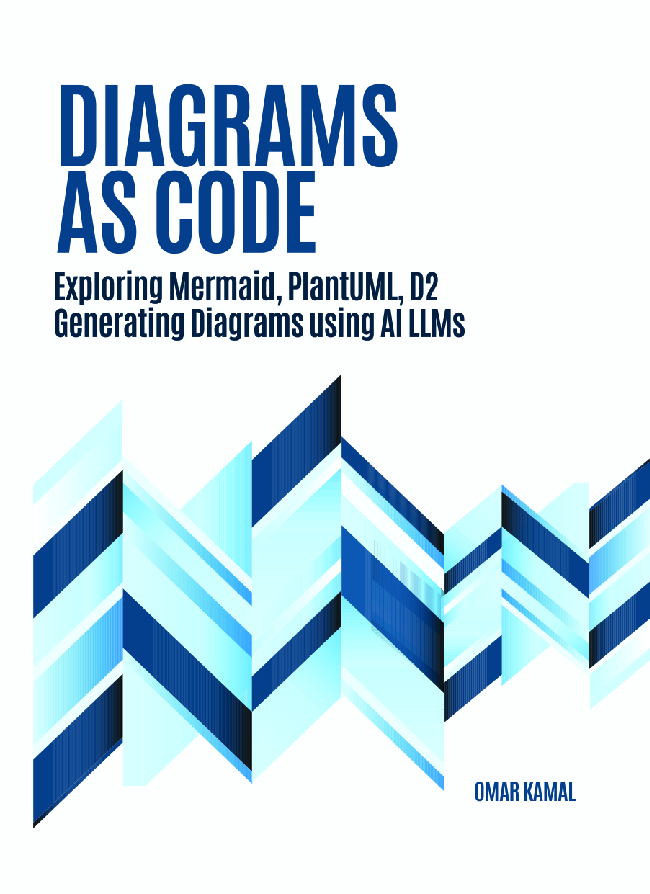 DIAGRAMS
AS CODE
Exploring Mermaid, PlantUML, D2
Generating Diagrams using AI LLMs
OMAR KAMAL